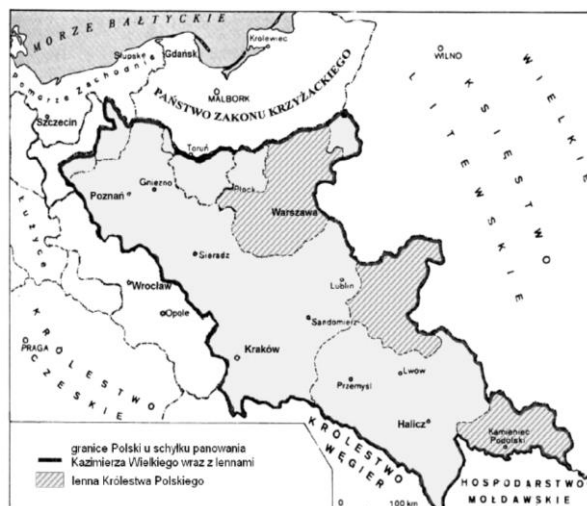 MORZE BAŁTYCKIE
Pomorze Zachodnie
Słupsk
Gdańsk
Królewiec
WILNO
WIELKIE
KSIĘSTWO
LITEWSKIE
MALBORK
PAŃSTWO ZAKONU KRZYŻACKIEGO
Szczecin
Toruń
Poznań
Gniezno
Płock
Warszawa
Łużyce
Sieradz
Wrocław
Lublin
Opole
Sandomierz
PRAGA
KRÓLESTWO
CZESKIE
Kraków
Przemyśl
Lwów
Halicz
Kamieniec
Podolski
KRÓLESTWO
WĘGIER
HOSPODARSTWO
MOŁDAWSKIE
granice Polski u schyłku panowania
Kazimierza Wielkiego wraz z lennami
lenna Królestwa Polskiego
0 100 km